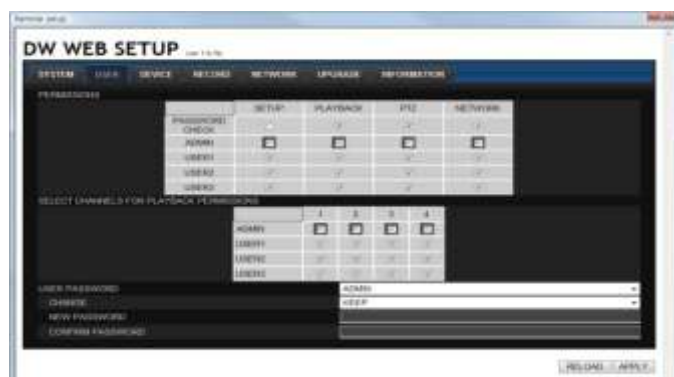 Remote setup
DW WEB SETUP
SYSTEM USER DEVICE RECORD NETWORK UPGRADE INFORMATION
PERMISSIONS
SETUP PLAYBACK PTZ NETWORK
PASSWORD CHECK
ADMIN
USER1
USER2
USER3
SELECT CHANNELS FOR PLAYBACK PERMISSIONS
1 2 3 4
ADMIN
USER1
USER2
USER3
USER PASSWORD ADMIN
CHANGE KEEP
NEW PASSWORD
CONFIRM PASSWORD
RELOAD APPLY